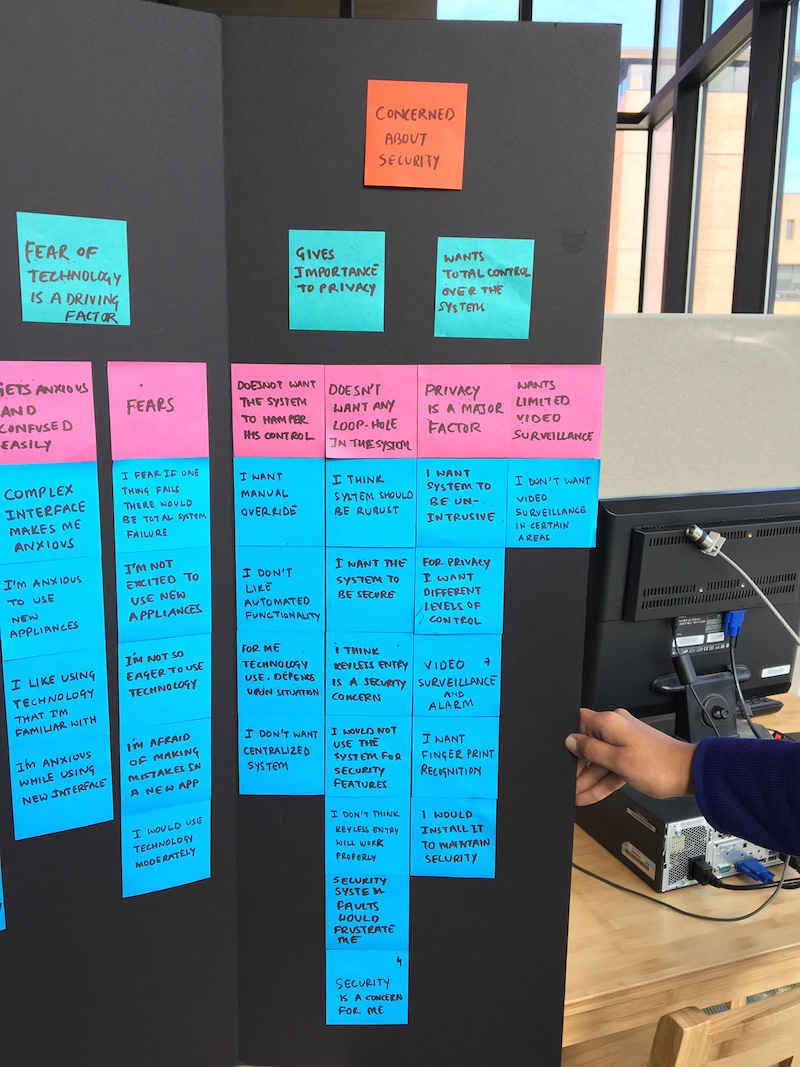 CONCERNED
ABOUT
SECURITY
FEAR OF
TECHNOLOGY
IS A DRIVING
FACTOR
GIVES
IMPORTANCE
TO PRIVACY
WANTS
TOTAL CONTROL
OVER THE
SYSTEM
GETS ANXIOUS
AND
CONFUSED
EASILY
COMPLEX
INTERFACE
MAKES ME
ANXIOUS
I'M ANXIOUS
TO USE
NEW
APPLIANCES
I LIKE USING
TECHNOLOGY
THAT I'M
FAMILIAR WITH
I'M ANXIOUS
WHILE USING
NEW INTERFACE
FEARS
I FEAR IF ONE
THING FAILS
THERE WOULD
BE TOTAL SYSTEM
FAILURE
I'M NOT
EXCITED TO
USE NEW
APPLIANCES
I'M NOT SO
EAGER TO USE
TECHNOLOGY
I'M AFRAID
OF MAKING
MISTAKES IN
A NEW APP
I WOULD USE
TECHNOLOGY
MODERATELY
DOESNOT WANT
THE SYSTEM
TO HAMPER
HIS CONTROL
I WANT
MANUAL
OVERRIDE
I DON'T
LIKE
AUTOMATED
FUNCTIONALITY
FOR ME
TECHNOLOGY
USE. DEPENDS
UPON SITUATION
I DON'T WANT
CENTRALIZED
SYSTEM
DOESN'T
WANT ANY
LOOP-HOLE
IN THE SYSTEM
I THINK
SYSTEM SHOULD
BE RUBUST
I WANT THE
SYSTEM TO
BE SECURE
I THINK
KEYLESS ENTRY
IS A SECURITY
CONCERN
I WOULD NOT
USE THE
SYSTEM FOR
SECURITY
FEATURES
I DON'T THINK
KEYLESS ENTRY
WILL WORK
PROPERLY
SECURITY
SYSTEM
FAULTS
WOULD
FRUSTRATE
ME
4
SECURITY
IS A CONCERN
FOR ME
PRIVACY
IS A MAJOR
FACTOR
I WANT
SYSTEM TO
BE UN-
INTRUSIVE
FOR PRIVACY
I WANT
DIFFERENT
LEVELS OF
CONTROL
7
VIDEO
SURVEILLANCE
AND
ALARM
I WANT
FINGER PRINT
RECOGNITION
I WOULD
INSTALL IT
TO MAINTAIN
SECURITY
WANTS
LIMITED
VIDEO
SURVEILLANCE
I DON'T WANT
VIDEO
SURVEILLANCE
IN CERTAIN
AREAS